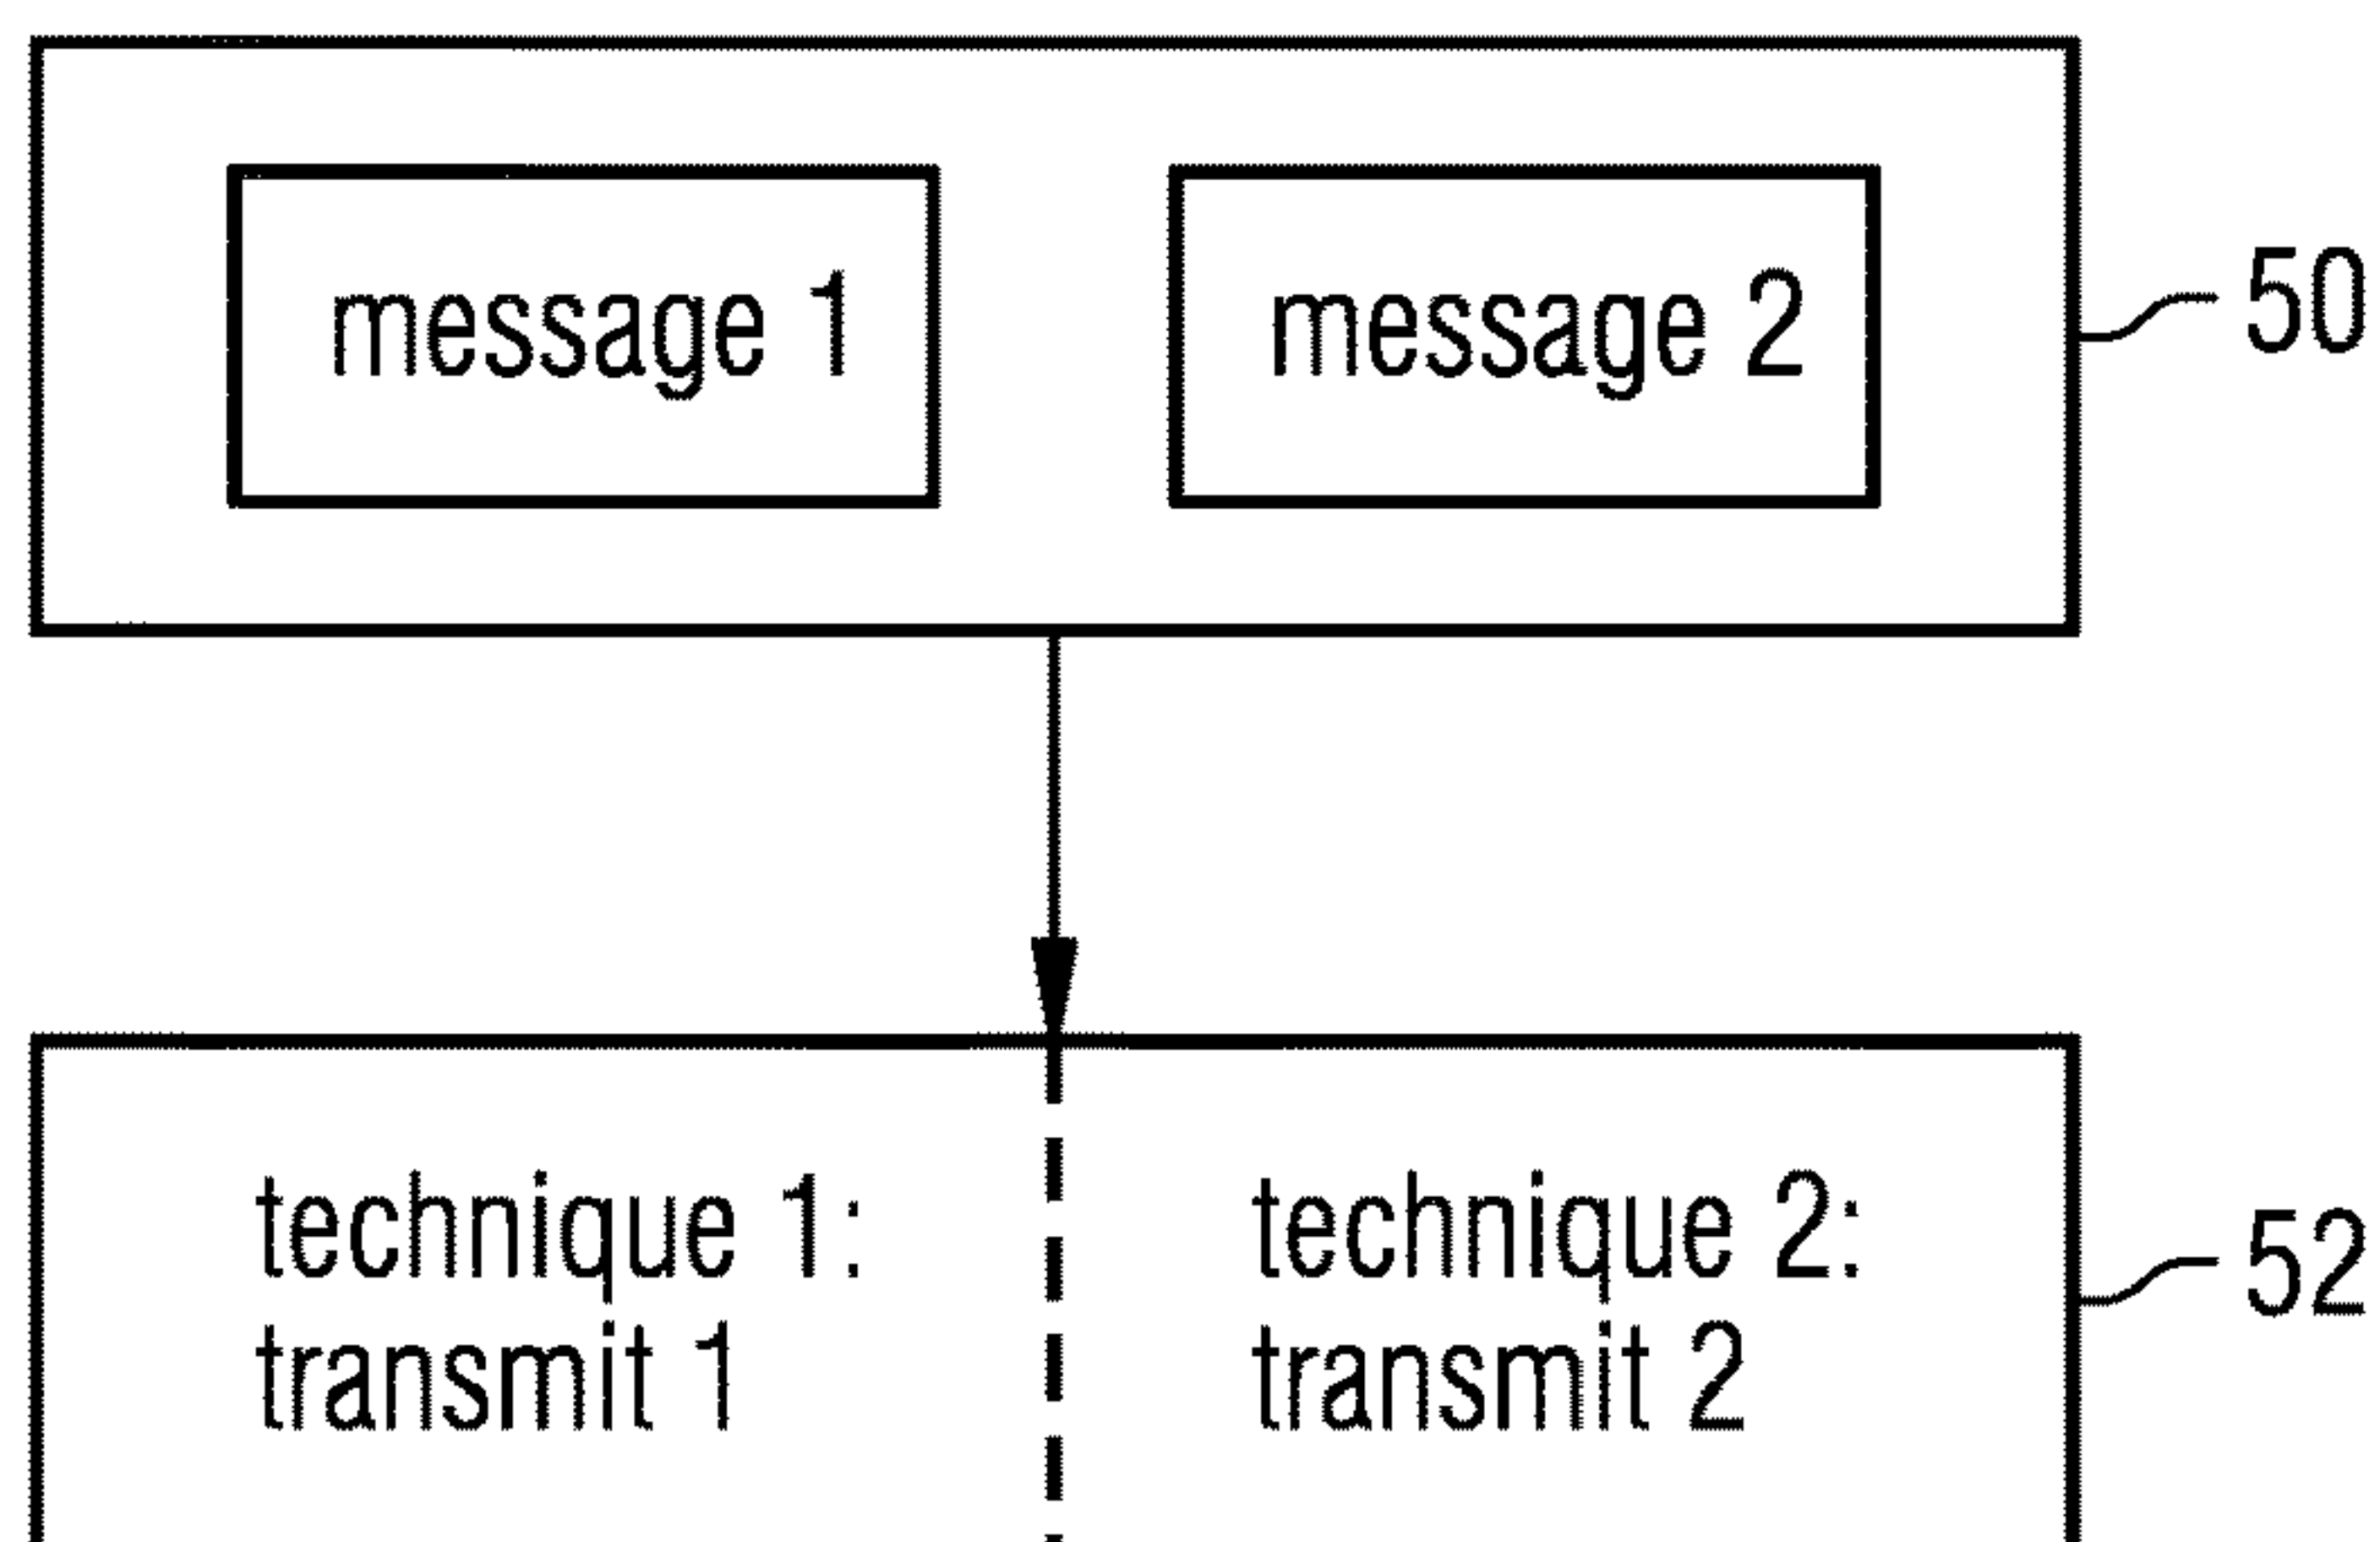 message 1
message 2
50
technique 1:
transmit 1
technique 2:
transmit 2
52